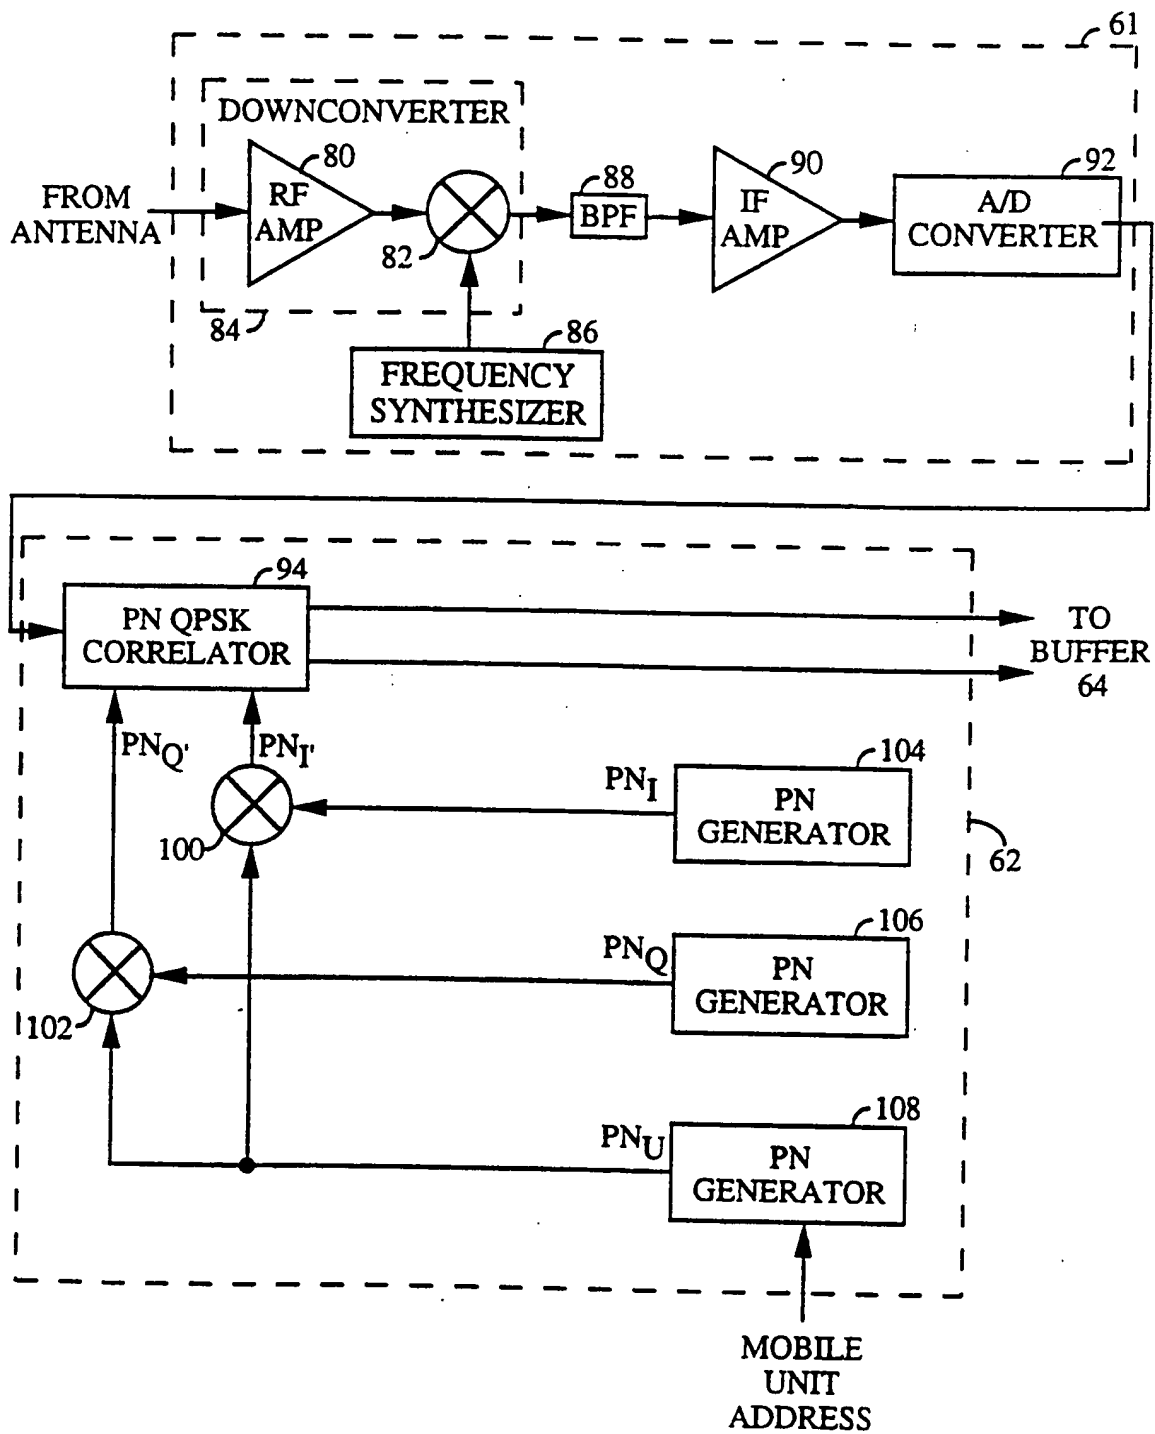 61
DOWNCONVERTER
80
RF
AMP
82
84
FROM
ANTENNA
86
FREQUENCY
SYNTHESIZER
88
BPF
90
IF
AMP
92
A/D
CONVERTER
94
PN QPSK
CORRELATOR
TO
BUFFER
64
PNQ'
PNI'
100
PNI
104
PN
GENERATOR
62
102
PNQ
106
PN
GENERATOR
PNU
108
PN
GENERATOR
MOBILE
UNIT
ADDRESS